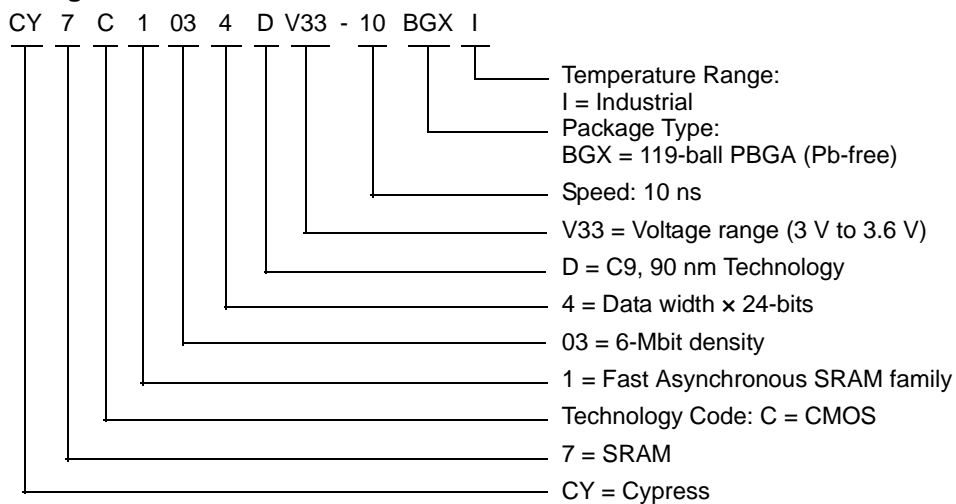 CY 7 C 1 03 4 D V33 - 10 BGX I
Temperature Range:
I = Industrial
Package Type:
BGX = 119-ball PBGA (Pb-free)
Speed: 10 ns
V33 = Voltage range (3 V to 3.6 V)
D = C9, 90 nm Technology
4 = Data width × 24-bits
03 = 6-Mbit density
1 = Fast Asynchronous SRAM family
Technology Code: C = CMOS
7 = SRAM
CY = Cypress